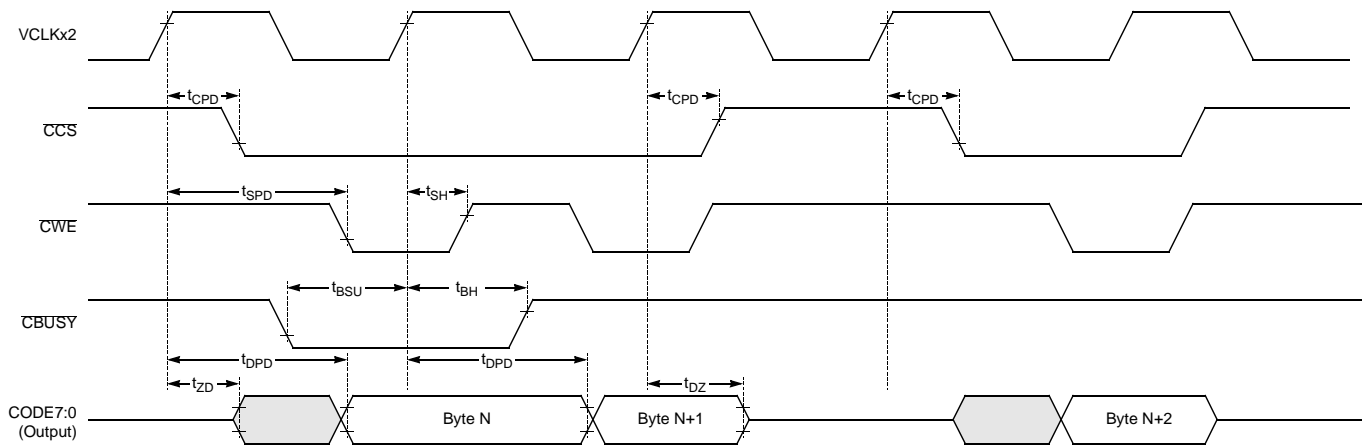 VCLKx2
tCPD tCPD tCPD
CCS
tSPD tSH
CWE
tBSU tBH
CBUSY
tDPD tDPD
tZD tDZ
CODE7:0
(Output)
Byte N Byte N+1 Byte N+2